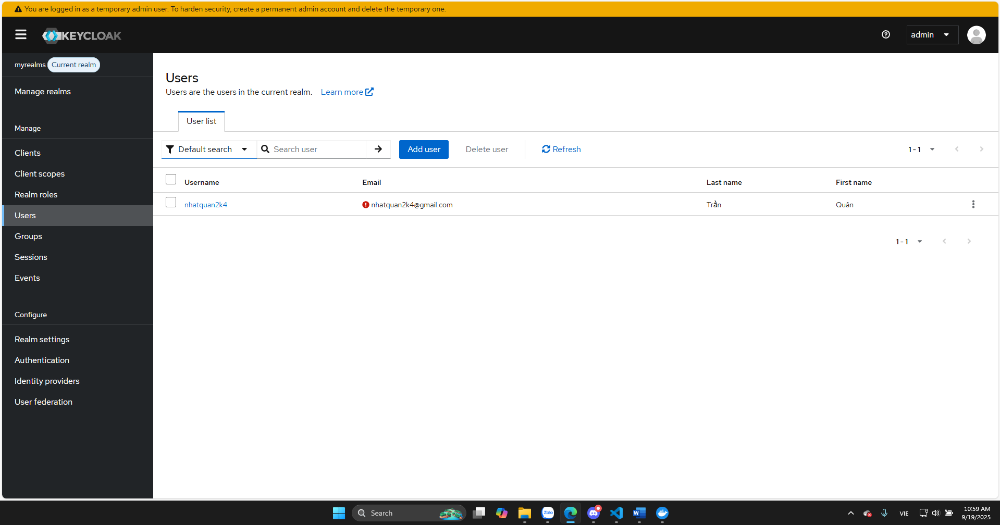 You are logged in as a temporary admin user. To harden security, create a permanent admin account and delete the temporary one.
KEYCLOAK
admin
myrealms Current realm
Manage realms
Manage
Clients
Client scopes
Realm roles
Users
Groups
Sessions
Events
Configure
Realm settings
Authentication
Identity providers
User federation
Users
Users are the users in the current realm. Learn more
User list
Default search Search user Add user Delete user Refresh 1 - 1
Username Email Last name First name
nhatquan2k4 nhatquan2k4@gmail.com Trần Quân
1 - 1
Search
Zalo
W
VIE
10:59 AM
9/19/2025